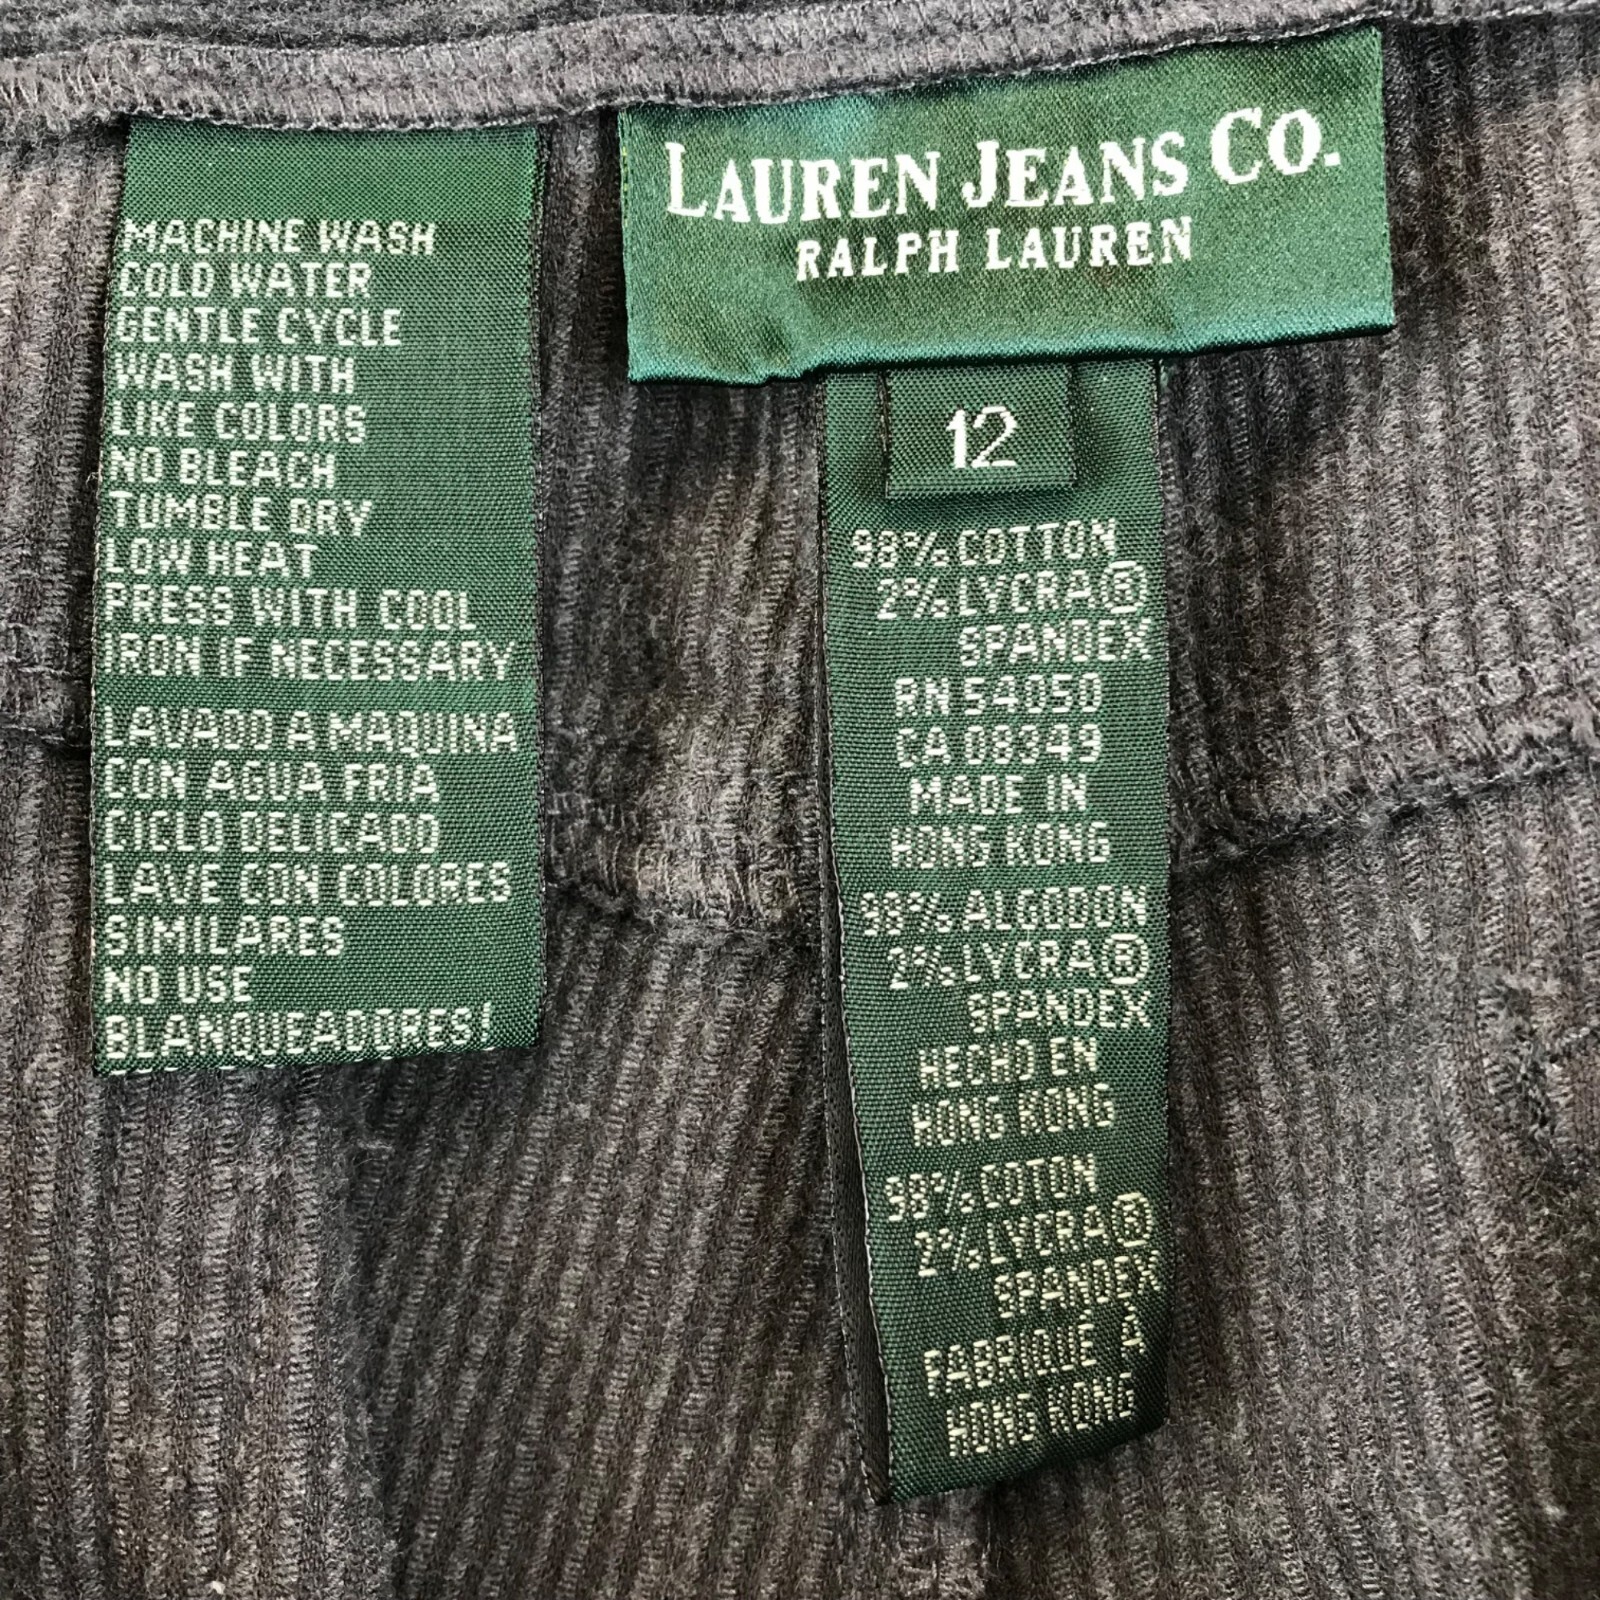 MACHINE WASH
COLD WATER
GENTLE CYCLE
WASH WITH
LIKE COLORS
NO BLEACH
TUMBLE DRY
LOW HEAT
PRESS WITH COOL
IRON IF NECESSARY
LAVADO A MAQUINA
CON AGUA FRIA
CICLO DELICADO
LAVE CON COLORES
SIMILARES
NO USE
BLANQUEADORES!
LAUREN JEANS CO.
RALPH LAUREN
12
98% COTTON
2% LYCRA®
SPANDEX
RN 54050
CA 08349
MADE IN
HONG KONG
98% ALGODON
2% LYCRA®
SPANDEX
HECHO EN
HONG KONG
98% COTON
2% LYCRA®
SPANDEX
FABRIQUÉ À
HONG KONG